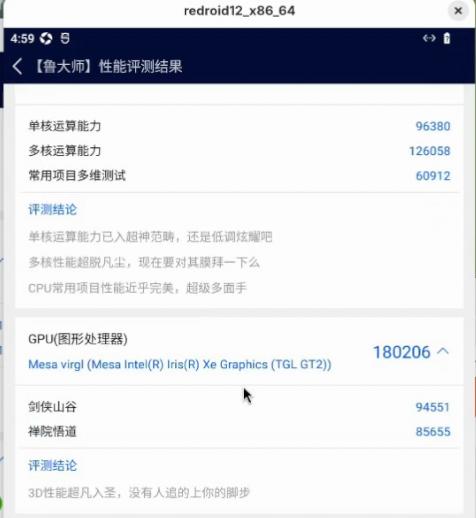 redroid12_x86_64
4:59
【鲁大师】性能评测结果
单核运算能力 96380
多核运算能力 126058
常用项目多维测试 60912
评测结论
单核运算能力已入超神范畴，还是低调炫耀吧
多核性能超脱凡尘，现在要对其膜拜一下么
CPU常用项目性能近乎完美，超级多面手
GPU(图形处理器)
Mesa virgl (Mesa Intel(R) Iris(R) Xe Graphics (TGL GT2)) 180206
剑侠山谷 94551
禅院悟道 85655
评测结论
3D性能超凡入圣，没有人追的上你的脚步